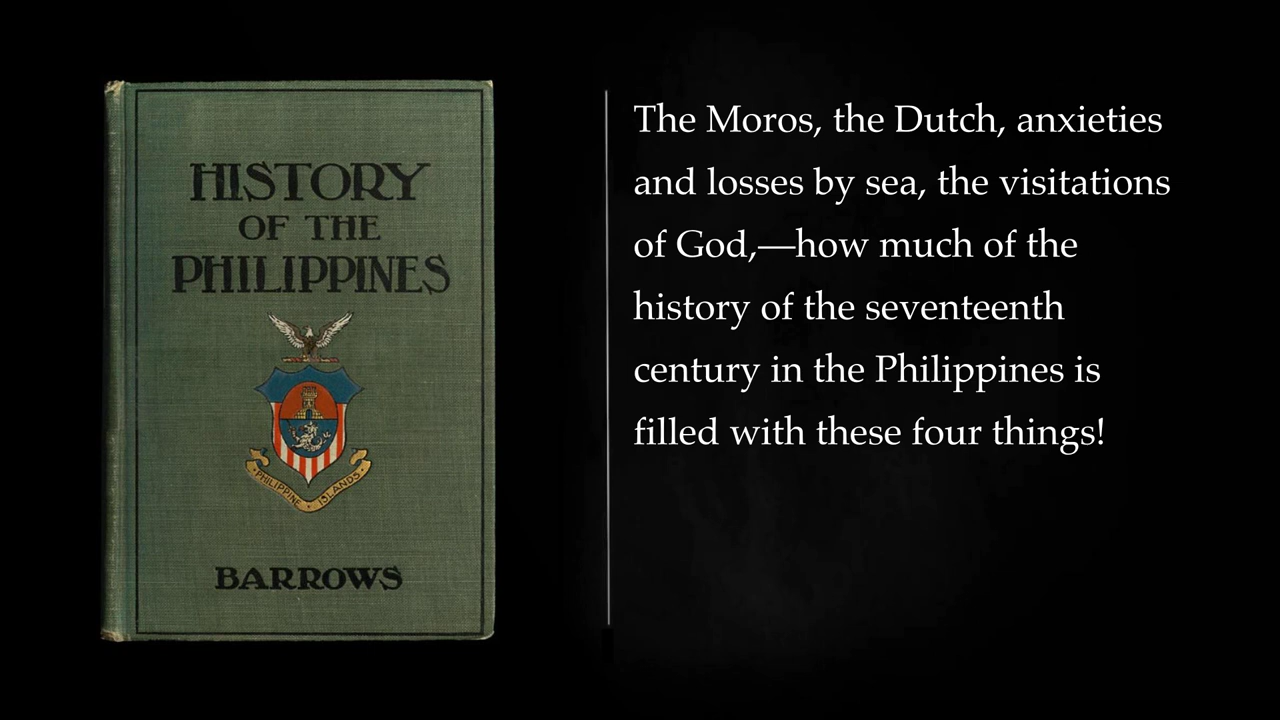 HISTORY
OF THE
PHILIPPINES
PHILIPPINE ISLANDS
BARROWS
The Moros, the Dutch, anxieties
and losses by sea, the visitations
of God,—how much of the
history of the seventeenth
century in the Philippines is
filled with these four things!